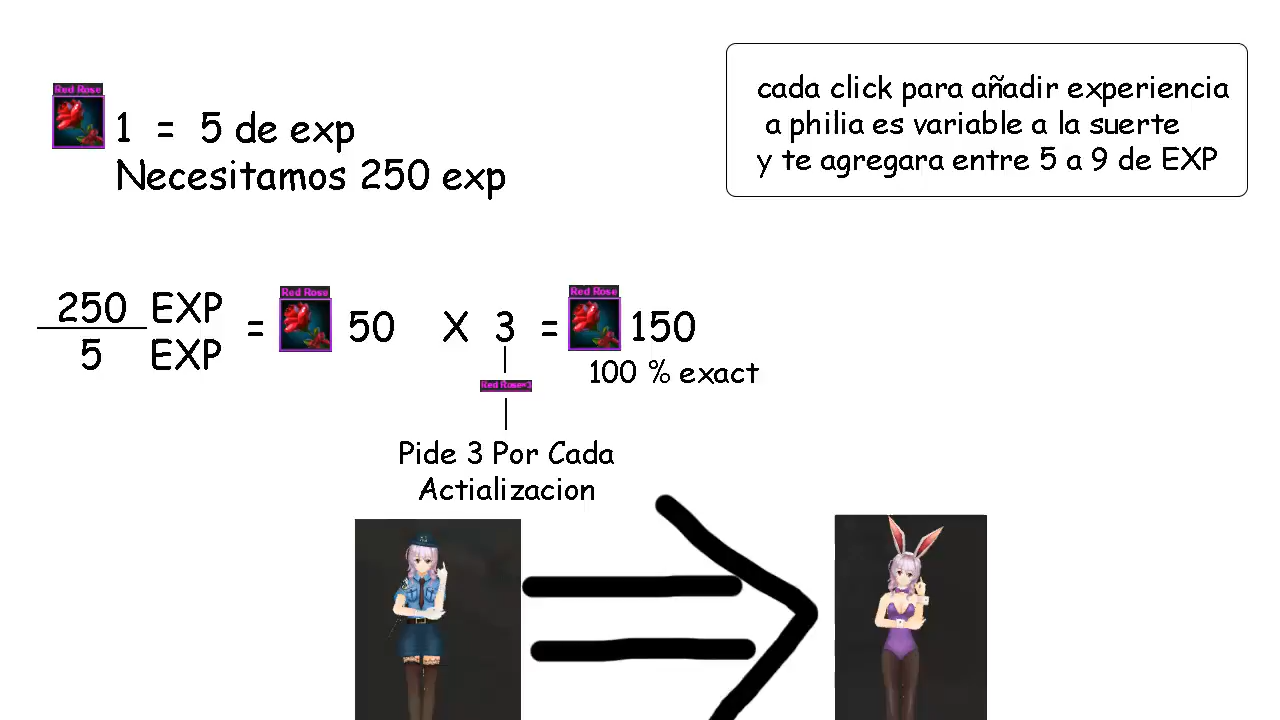 cada click para añadir experiencia
a philia es variable a la suerte
y te agregara entre 5 a 9 de EXP
Red Rose
1 = 5 de exp
Necesitamos 250 exp
250 EXP
5 EXP
=
Red Rose
50 X 3 =
Red Rose
150
100 % exact
Red Rose=3
Pide 3 Por Cada
Actializacion